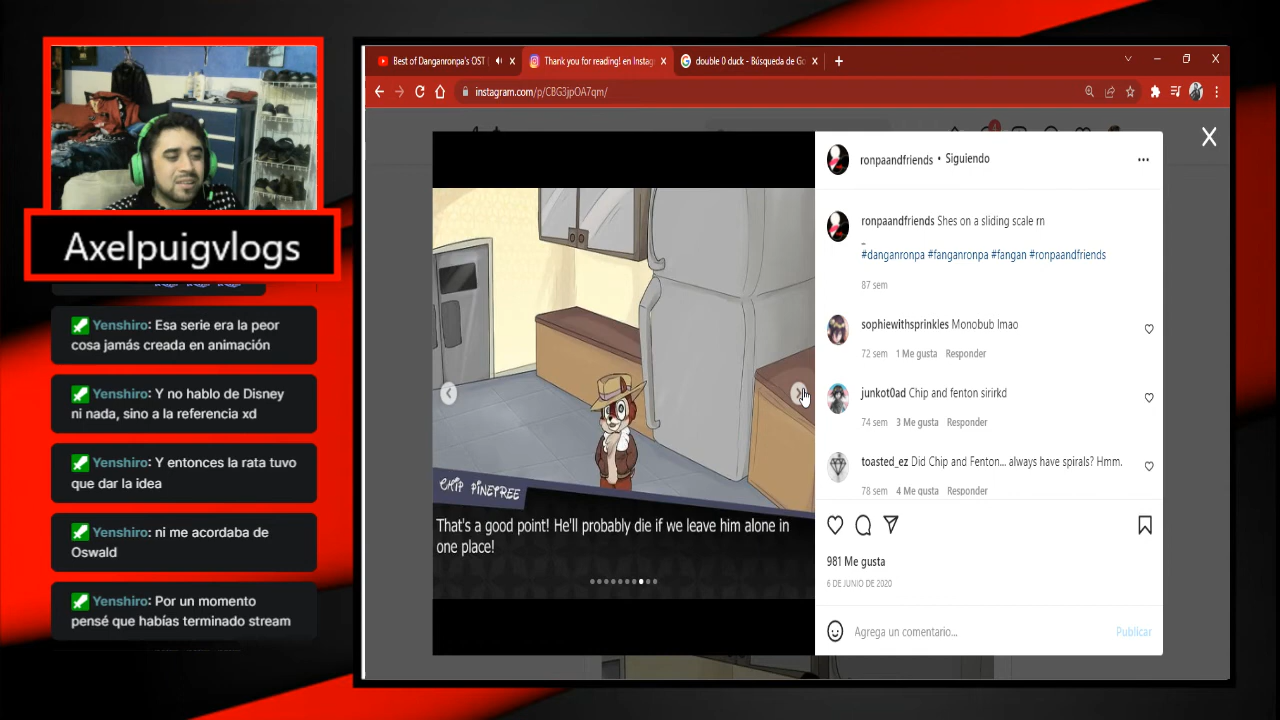 Best of Danganronpa's OST
Thank you for reading! en Instag
double 0 duck - Búsqueda de Go
instagram.com/p/CBG3jpOA7qm/
Axelpuigvlogs
Yenshiro: Esa serie era la peor
cosa jamás creada en animación
Yenshiro: Y no hablo de Disney
ni nada, sino a la referencia xd
Yenshiro: Y entonces la rata tuvo
que dar la idea
Yenshiro: ni me acordaba de
Oswald
Yenshiro: Por un momento
pensé que habías terminado stream
CHIP PINETREE
That's a good point! He'll probably die if we leave him alone in
one place!
ronpaandfriends • Siguiendo
ronpaandfriends Shes on a sliding scale rn
_
#danganronpa #fanganronpa #fangan #ronpaandfriends
87 sem
sophiewithsprinkles Monobub lmao
72 sem 1 Me gusta Responder
junkot0ad Chip and fenton sirirkd
74 sem 3 Me gusta Responder
toasted_ez Did Chip and Fenton... always have spirals? Hmm.
78 sem 4 Me gusta Responder
981 Me gusta
6 DE JUNIO DE 2020
Agrega un comentario... Publicar